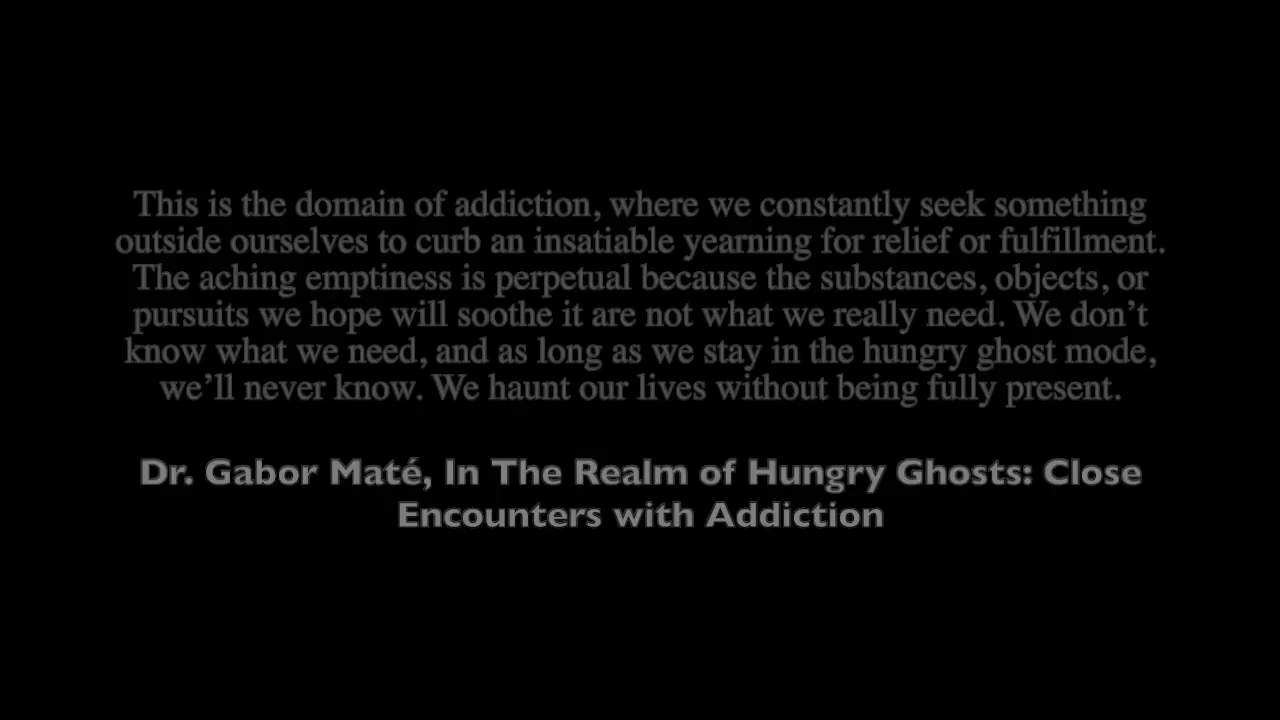 This is the domain of addiction, where we constantly seek something
outside ourselves to curb an insatiable yearning for relief or fulfillment.
The aching emptiness is perpetual because the substances, objects, or
pursuits we hope will soothe it are not what we really need. We don’t
know what we need, and as long as we stay in the hungry ghost mode,
we’ll never know. We haunt our lives without being fully present.
Dr. Gabor Maté, In The Realm of Hungry Ghosts: Close
Encounters with Addiction